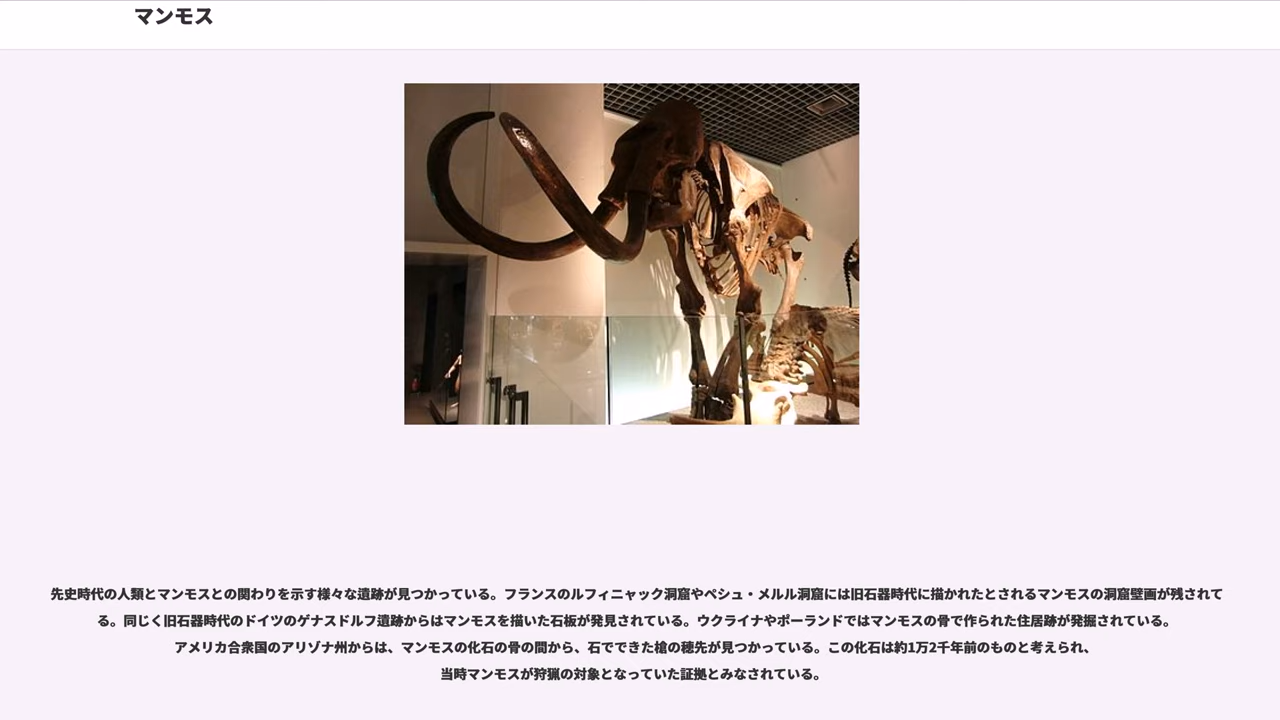 マンモス
先史時代の人類とマンモスとの関わりを示す様々な遺跡が見つかっている。フランスのルフィニャック洞窟やペシュ・メルル洞窟には旧石器時代に描かれたとされるマンモスの洞窟壁画が残されて
る。同じく旧石器時代のドイツのゲナスドルフ遺跡からはマンモスを描いた石板が発見されている。ウクライナやポーランドではマンモスの骨で作られた住居跡が発掘されている。
アメリカ合衆国のアリゾナ州からは、マンモスの化石の骨の間から、石でできた槍の穂先が見つかっている。この化石は約1万2千年前のものと考えられ、
当時マンモスが狩猟の対象となっていた証拠とみなされている。